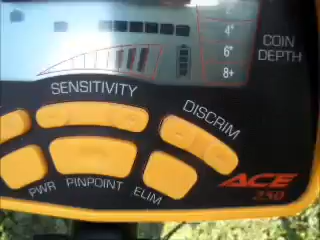 4"
6"
8+
COIN
DEPTH
SENSITIVITY
DISCRIM
PWR
PINPOINT
ELIM
ACE
250